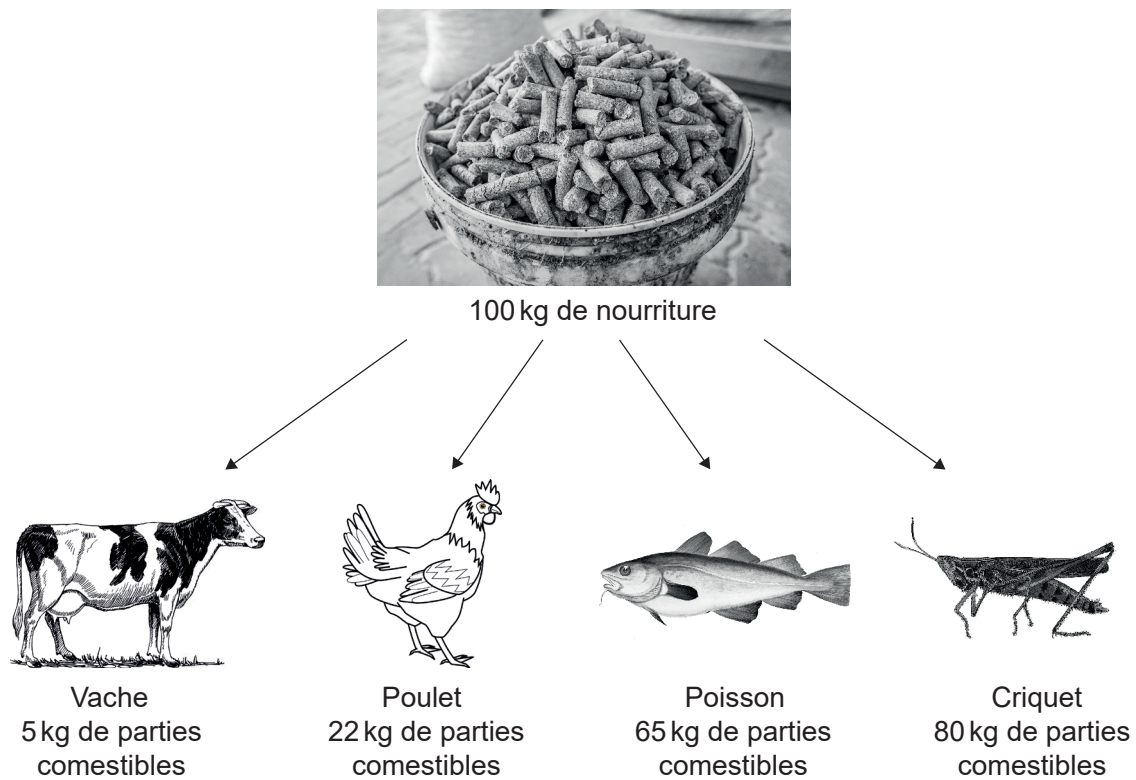 100 kg de nourriture
Vache
5 kg de parties
comestibles
Poulet
22 kg de parties
comestibles
Poisson
65 kg de parties
comestibles
Criquet
80 kg de parties
comestibles